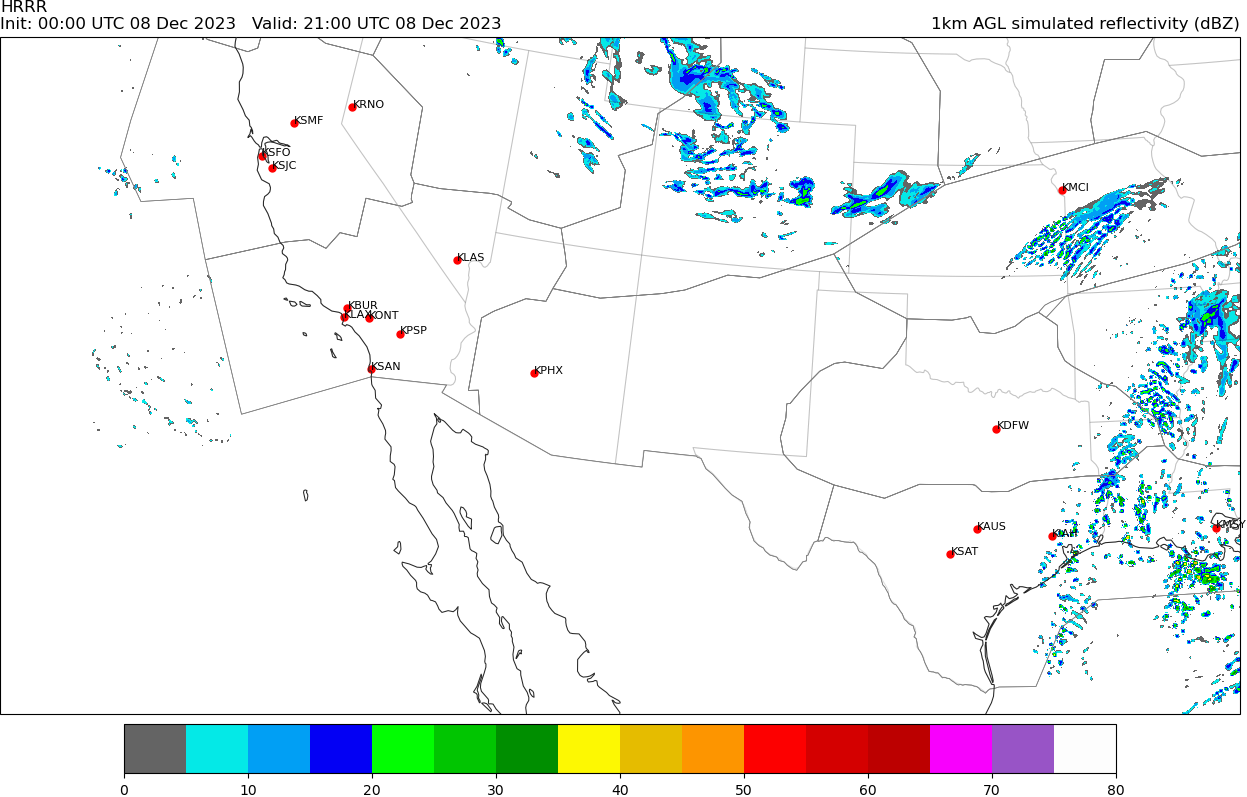 HRRR
Init: 00:00 UTC 08 Dec 2023   Valid: 21:00 UTC 08 Dec 2023
1km AGL simulated reflectivity (dBZ)
KRNO
KSMF
KSFO
KSJC
KMCI
KLAS
KBUR
KLAX
KONT
KPSP
KSAN
KPHX
KDFW
KAUS
KIAH
KMSY
KSAT
0 10 20 30 40 50 60 70 80